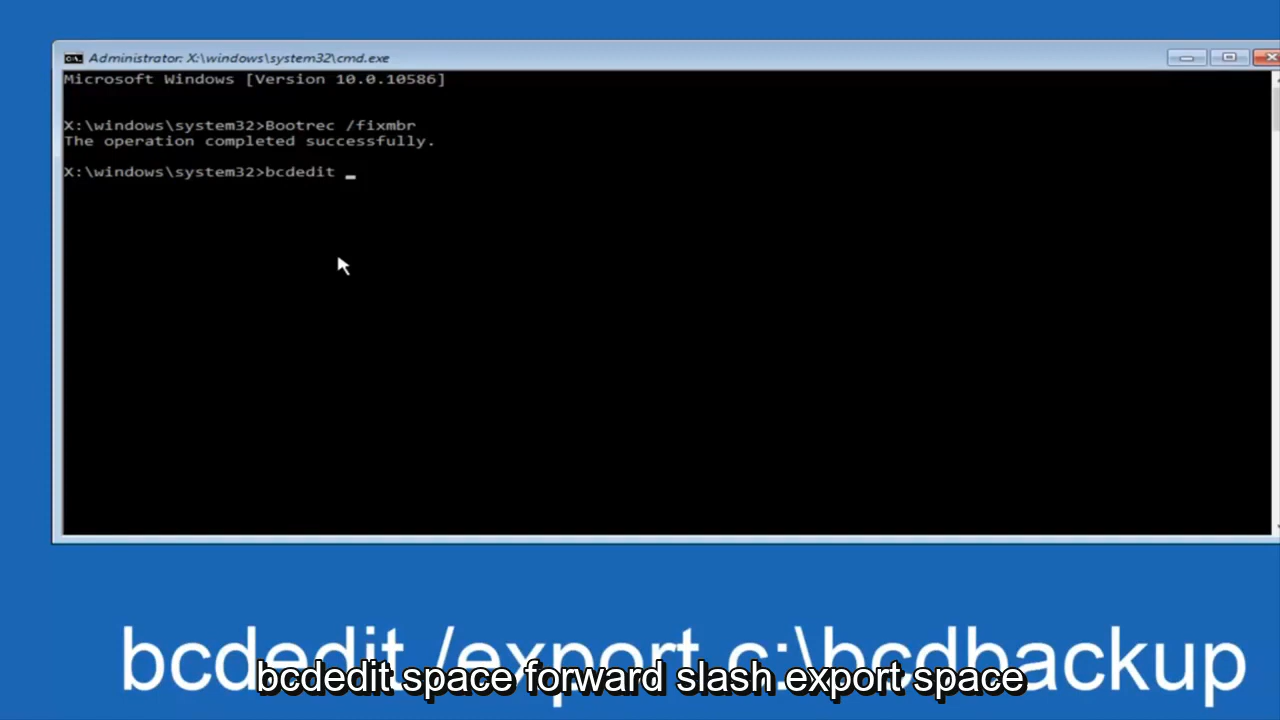 Administrator: X:\windows\system32\cmd.exe
Microsoft Windows [Version 10.0.10586]
X:\windows\system32>Bootrec /fixmbr
The operation completed successfully.
X:\windows\system32>bcdedit _
bcdedit /export c:\bcdbackup
bcdedit space forward slash export space